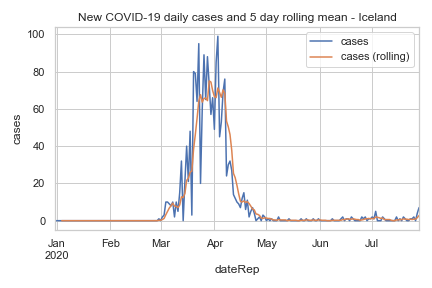 New COVID-19 daily cases and 5 day rolling mean - Iceland
cases
cases (rolling)
100
80
60
40
20
0
cases
Jan Feb Mar Apr May Jun Jul
2020
dateRep